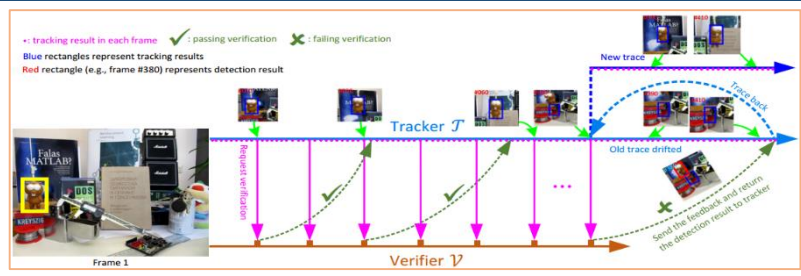 •: tracking result in each frame
✓: passing verification
✗: failing verification
Blue rectangles represent tracking results
Red rectangle (e.g., frame #380) represents detection result
New trace
Trace back
Tracker 𝒯
Old trace drifted
Request verification
Falas
MATLAB?
DOS
KREYSZIG
#060
...
Send the feedback and return
the detection result to tracker
Frame 1
Verifier 𝒱